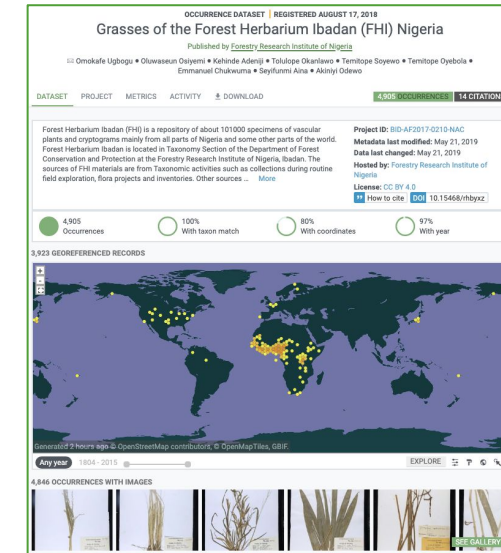 OCCURRENCE DATASET | REGISTERED AUGUST 17, 2018
Grasses of the Forest Herbarium Ibadan (FHI) Nigeria
Published by Forestry Research Institute of Nigeria
Omokafe Ugbogu • Oluwaseun Osiyemi • Kehinde Adeniji • Tolulope Okanlawo • Temitope Soyewo • Temitope Oyebola •
Emmanuel Chukwuma • Seyifunmi Aina • Akiniyi Odewo
DATASET PROJECT METRICS ACTIVITY DOWNLOAD 4,905 OCCURRENCES 14 CITATION
Forest Herbarium Ibadan (FHI) is a repository of about 101000 specimens of vascular
plants and cryptograms mainly from all parts of Nigeria and some other parts of the world.
Forest Herbarium Ibadan is located in Taxonomy Section of the Department of Forest
Conservation and Protection at the Forestry Research Institute of Nigeria, Ibadan. The
sources of FHI materials are from Taxonomic activities such as collections during routine
field exploration, flora projects and inventories. Other sources ... More
Project ID: BID-AF2017-0210-NAC
Metadata last modified: May 21, 2019
Data last changed: May 21, 2019
Hosted by: Forestry Research Institute of
Nigeria
License: CC BY 4.0
How to cite DOI 10.15468/rhbyxz
4,905
Occurrences
100%
With taxon match
80%
With coordinates
97%
With year
3,923 GEOREFERENCED RECORDS
Generated 2 hours ago © OpenStreetMap contributors, © OpenMapTiles, GBIF.
Any year 1804 - 2015 EXPLORE
4,846 OCCURRENCES WITH IMAGES
SEE GALLERY